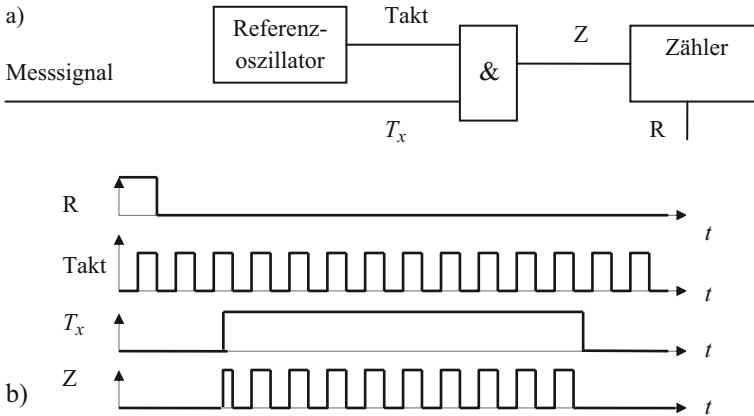 a)
Referenz-
oszillator
Takt
Messsignal
T_x
&
Z
Zähler
R
R
t
Takt
t
T_x
t
Z
t
b)